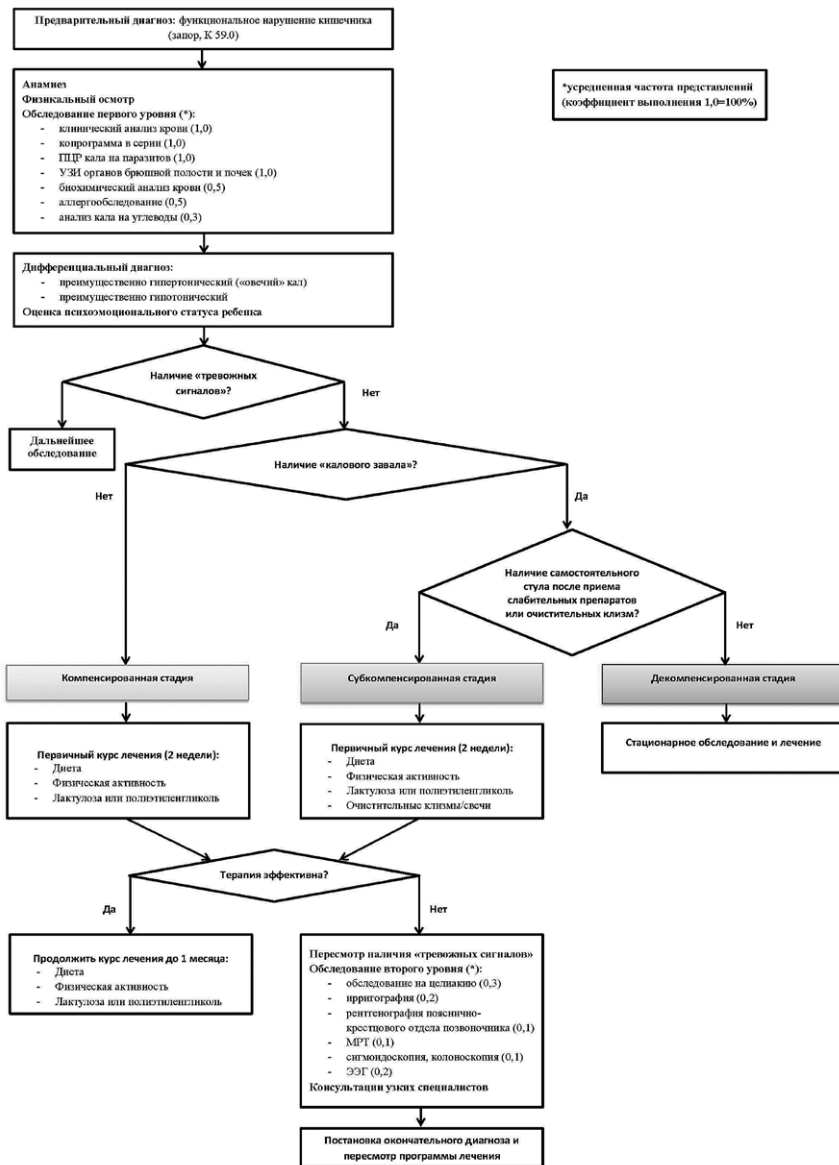 Предварительный диагноз: функциональное нарушение кишечника
(запор, К 59.0)
*усредненная частота представлений
(коэффициент выполнения 1,0=100%)
Анамнез
Физикальный осмотр
Обследование первого уровня (*):
- клинический анализ крови (1,0)
- копрограмма в серии (1,0)
- ПЦР кала на паразитов (1,0)
- УЗИ органов брюшной полости и почек (1,0)
- биохимический анализ крови (0,5)
- аллергообследование (0,5)
- анализ кала на углеводы (0,3)
Дифференциальный диагноз:
- преимущественно гипертонический («овечий» кал)
- преимущественно гипотонический
Оценка психоэмоционального статуса ребенка
Наличие «тревожных
сигналов»?
Нет
Дальнейшее
обследование
Наличие «калового завала»?
Нет
Да
Наличие самостоятельного
стула после приема
слабительных препаратов
или очистительных клизм?
Да
Нет
Компенсированная стадия
Субкомпенсированная стадия
Декомпенсированная стадия
Первичный курс лечения (2 недели):
- Диета
- Физическая активность
- Лактулоза или полиэтиленгликоль
Первичный курс лечения (2 недели):
- Диета
- Физическая активность
- Лактулоза или полиэтиленгликоль
- Очистительные клизмы/свечи
Стационарное обследование и лечение
Терапия эффективна?
Да
Нет
Продолжить курс лечения до 1 месяца:
- Диета
- Физическая активность
- Лактулоза или полиэтиленгликоль
Пересмотр наличия «тревожных сигналов»
Обследование второго уровня (*):
- обследование на целиакию (0,3)
- ирригография (0,2)
- рентгенография пояснично-
крестцового отдела позвоночника (0,1)
- МРТ (0,1)
- сигмоидоскопия, колоноскопия (0,1)
- ЭЭГ (0,2)
Консультации узких специалистов
Постановка окончательного диагноза и
пересмотр программы лечения